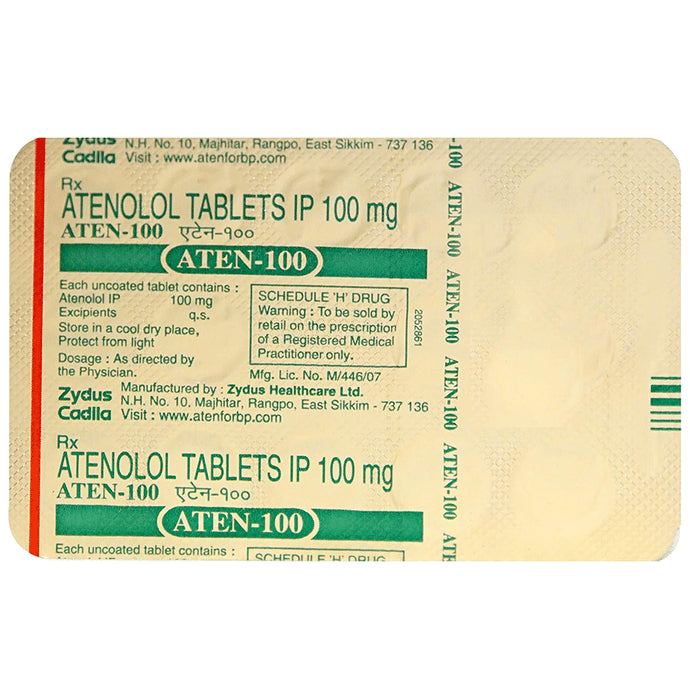 Zydus
Cadila
N.H. No. 10, Majhitar, Rangpo, East Sikkim - 737 136
Visit : www.atenforbp.com
Rx
ATENOLOL TABLETS IP 100 mg
ATEN-100 एटेन-१००
ATEN-100
Each uncoated tablet contains :
Atenolol IP 100 mg
Excipients q.s.
Store in a cool dry place,
Protect from light
Dosage : As directed by
the Physician.
SCHEDULE 'H' DRUG
Warning : To be sold by
retail on the prescription
of a Registered Medical
Practitioner only.
Mfg. Lic. No. M/446/07
2052861
Zydus
Cadila
Manufactured by : Zydus Healthcare Ltd.
N.H. No. 10, Majhitar, Rangpo, East Sikkim - 737 136
Visit : www.atenforbp.com
Rx
ATENOLOL TABLETS IP 100 mg
ATEN-100 एटेन-१००
ATEN-100
Each uncoated tablet contains :
SCHEDULE 'H' DRUG
-100 ATEN-100 ATEN-100 ATEN-100 ATEN-100 ATEN